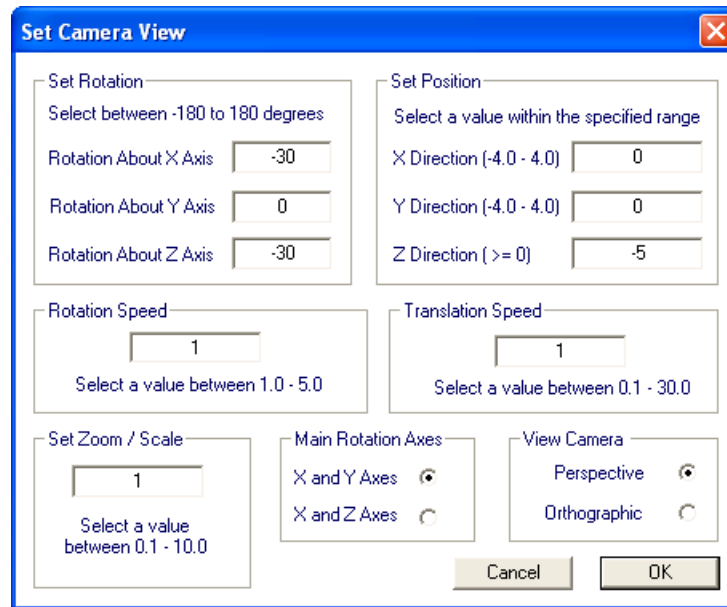 Set Camera View
Set Rotation
Select between -180 to 180 degrees
Rotation About X Axis -30
Rotation About Y Axis 0
Rotation About Z Axis -30
Set Position
Select a value within the specified range
X Direction (-4.0 - 4.0) 0
Y Direction (-4.0 - 4.0) 0
Z Direction ( >= 0) -5
Rotation Speed
1
Select a value between 1.0 - 5.0
Translation Speed
1
Select a value between 0.1 - 30.0
Set Zoom / Scale
1
Select a value
between 0.1 - 10.0
Main Rotation Axes
X and Y Axes
X and Z Axes
View Camera
Perspective
Orthographic
Cancel
OK